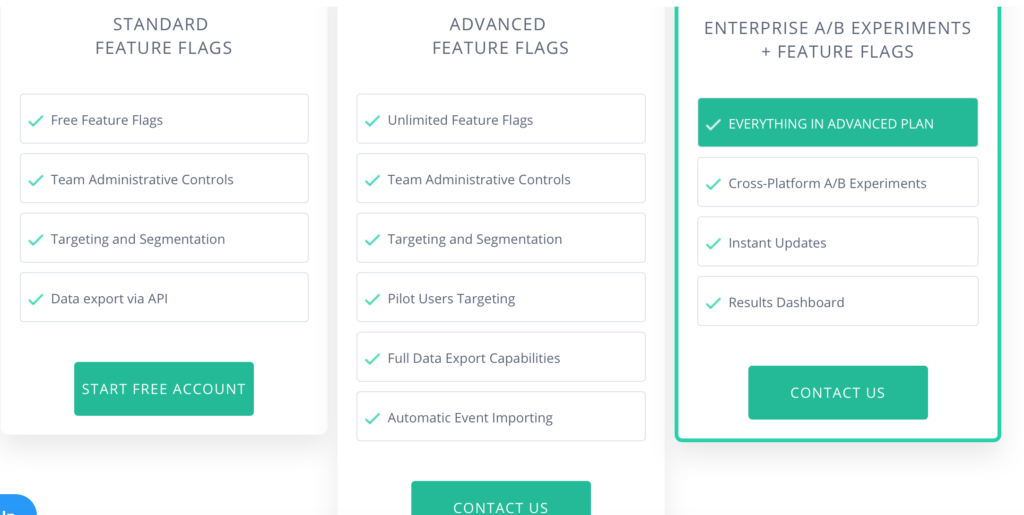 STANDARD
FEATURE FLAGS
Free Feature Flags
Team Administrative Controls
Targeting and Segmentation
Data export via API
START FREE ACCOUNT
ADVANCED
FEATURE FLAGS
Unlimited Feature Flags
Team Administrative Controls
Targeting and Segmentation
Pilot Users Targeting
Full Data Export Capabilities
Automatic Event Importing
CONTACT US
ENTERPRISE A/B EXPERIMENTS
+ FEATURE FLAGS
EVERYTHING IN ADVANCED PLAN
Cross-Platform A/B Experiments
Instant Updates
Results Dashboard
CONTACT US